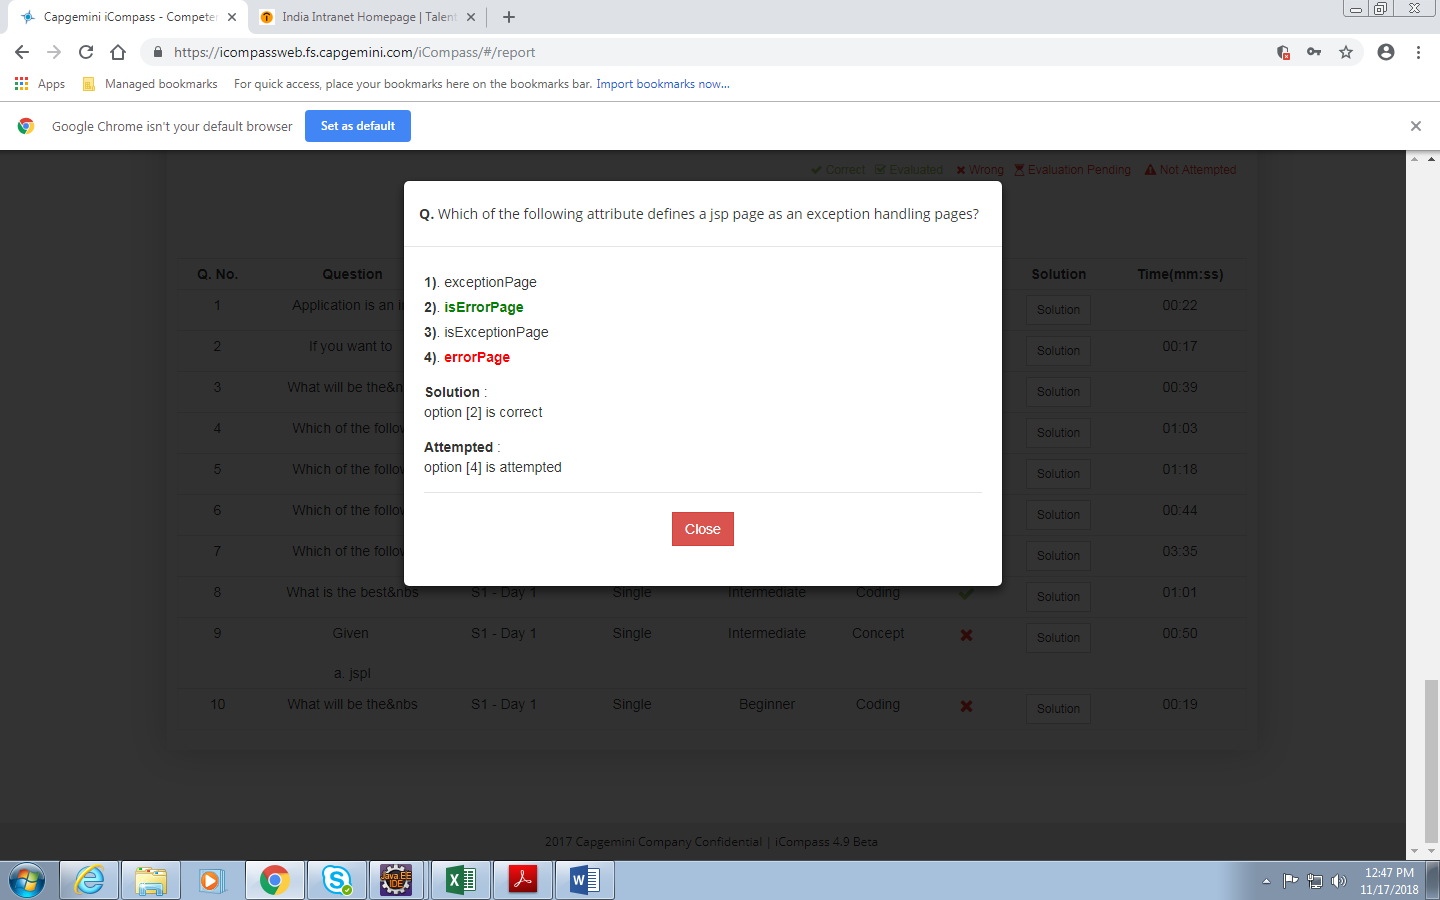 Capgemini iCompass - Competen
India Intranet Homepage | Talent
https://icompassweb.fs.capgemini.com/iCompass/#/report
Apps Managed bookmarks For quick access, place your bookmarks here on the bookmarks bar. Import bookmarks now...
Google Chrome isn't your default browser Set as default
Correct Evaluated Wrong Evaluation Pending Not Attempted
Q. Which of the following attribute defines a jsp page as an exception handling pages?
1). exceptionPage
2). isErrorPage
3). isExceptionPage
4). errorPage
Solution :
option [2] is correct
Attempted :
option [4] is attempted
Close
Q. No. Question Solution Time(mm:ss)
1 Application is an i Solution 00:22
2 If you want to Solution 00:17
3 What will be the&n Solution 00:39
4 Which of the follow Solution 01:03
5 Which of the follow Solution 01:18
6 Which of the follow Solution 00:44
7 Which of the follow Solution 03:35
8 What is the best&nbs S1 - Day 1 Single Intermediate Coding Solution 01:01
9 Given S1 - Day 1 Single Intermediate Concept Solution 00:50
a. jspl
10 What will be the&nbs S1 - Day 1 Single Beginner Coding Solution 00:19
2017 Capgemini Company Confidential | iCompass 4.9 Beta
Java EE
IDE
12:47 PM
11/17/2018